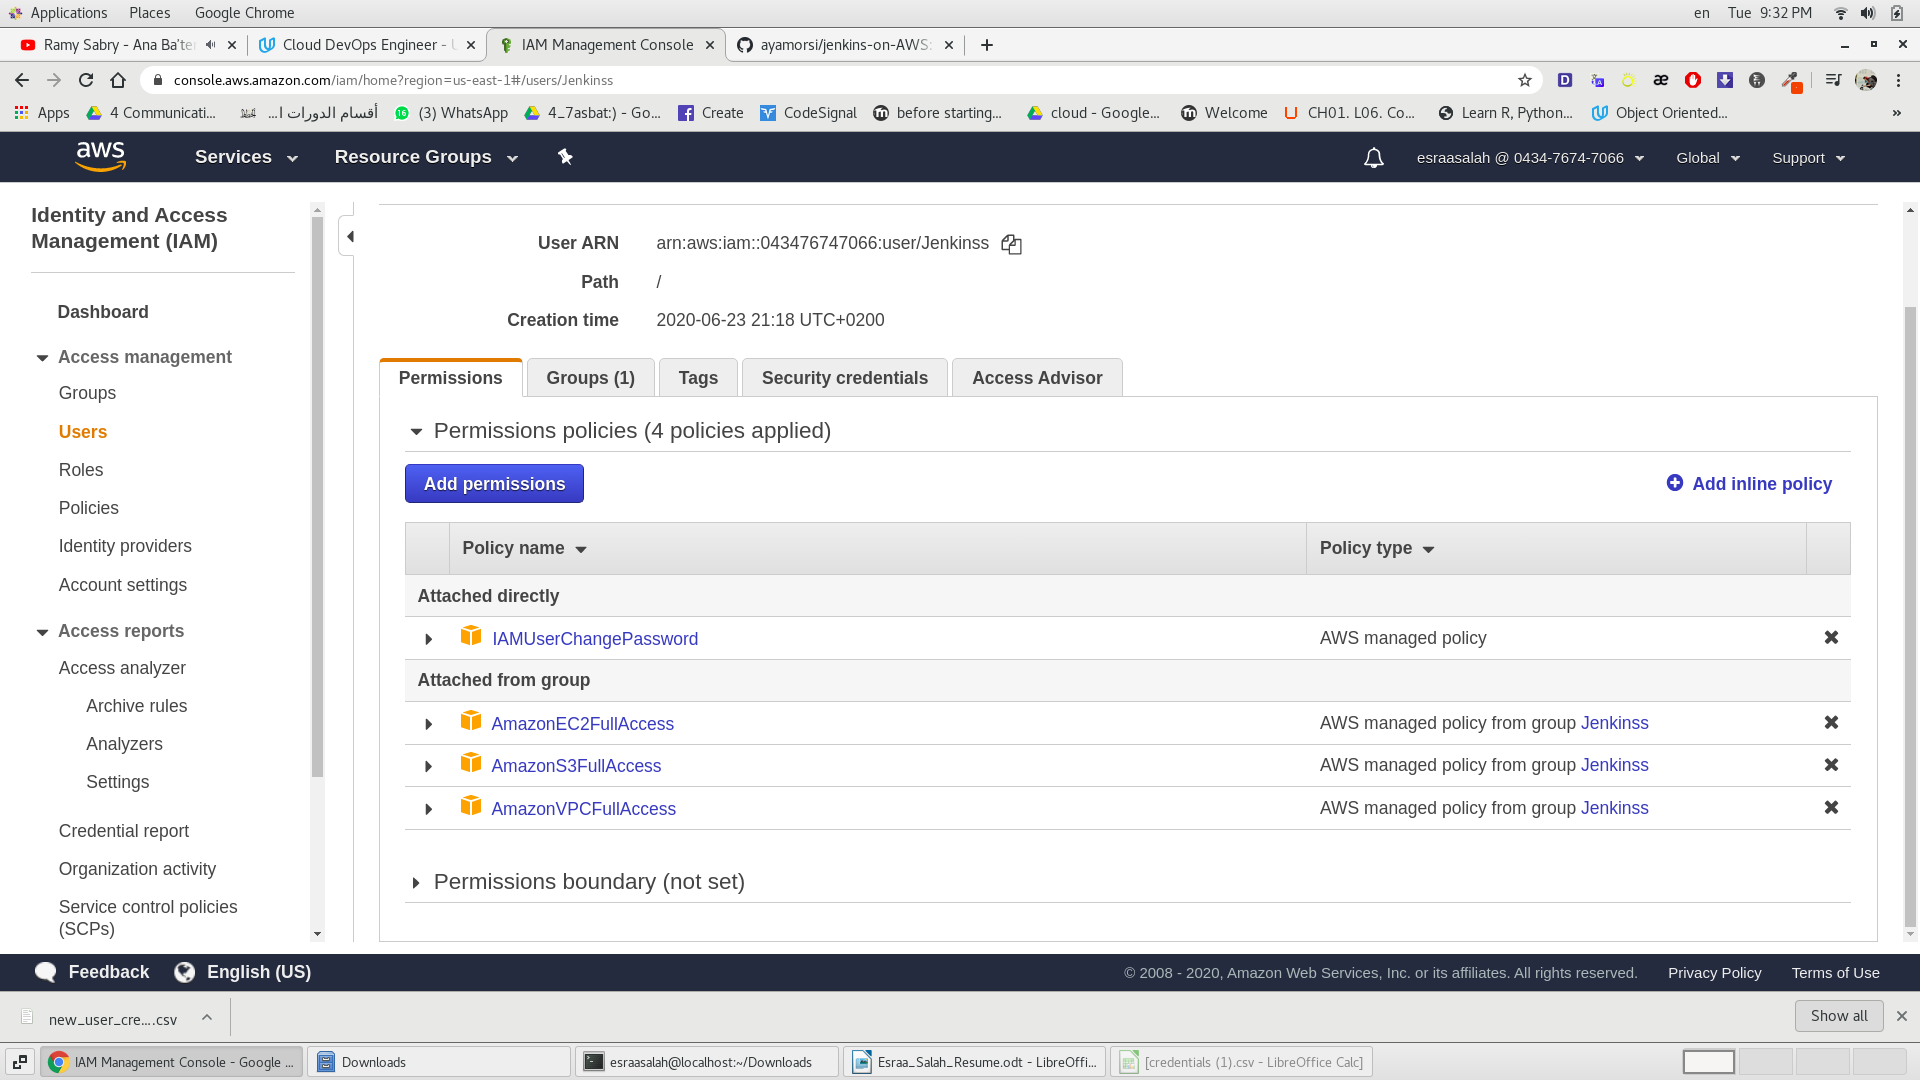 Applications Places Google Chrome en Tue 9:32 PM
Ramy Sabry - Ana Ba'te Cloud DevOps Engineer - IAM Management Console ayamorsi/jenkins-on-AWS:
console.aws.amazon.com/iam/home?region=us-east-1#/users/Jenkinss
Apps 4 Communicati... أقسام الدورات ا... (3) WhatsApp 4_7asbat:) - Go... Create CodeSignal before starting... cloud - Google... Welcome CH01. L06. Co... Learn R, Python... Object Oriented... »
aws Services Resource Groups esraasalah @ 0434-7674-7066 Global Support
Identity and Access
Management (IAM)
Dashboard
Access management
Groups
Users
Roles
Policies
Identity providers
Account settings
Access reports
Access analyzer
Archive rules
Analyzers
Settings
Credential report
Organization activity
Service control policies
(SCPs)
User ARN arn:aws:iam::043476747066:user/Jenkinss
Path /
Creation time 2020-06-23 21:18 UTC+0200
Permissions Groups (1) Tags Security credentials Access Advisor
Permissions policies (4 policies applied)
Add permissions Add inline policy
Policy name Policy type
Attached directly
IAMUserChangePassword AWS managed policy
Attached from group
AmazonEC2FullAccess AWS managed policy from group Jenkinss
AmazonS3FullAccess AWS managed policy from group Jenkinss
AmazonVPCFullAccess AWS managed policy from group Jenkinss
Permissions boundary (not set)
Feedback English (US) © 2008 - 2020, Amazon Web Services, Inc. or its affiliates. All rights reserved. Privacy Policy Terms of Use
new_user_cre....csv Show all
IAM Management Console - Google ... Downloads esraasalah@localhost:~/Downloads Esraa_Salah_Resume.odt - LibreOffi... [credentials (1).csv - LibreOffice Calc]